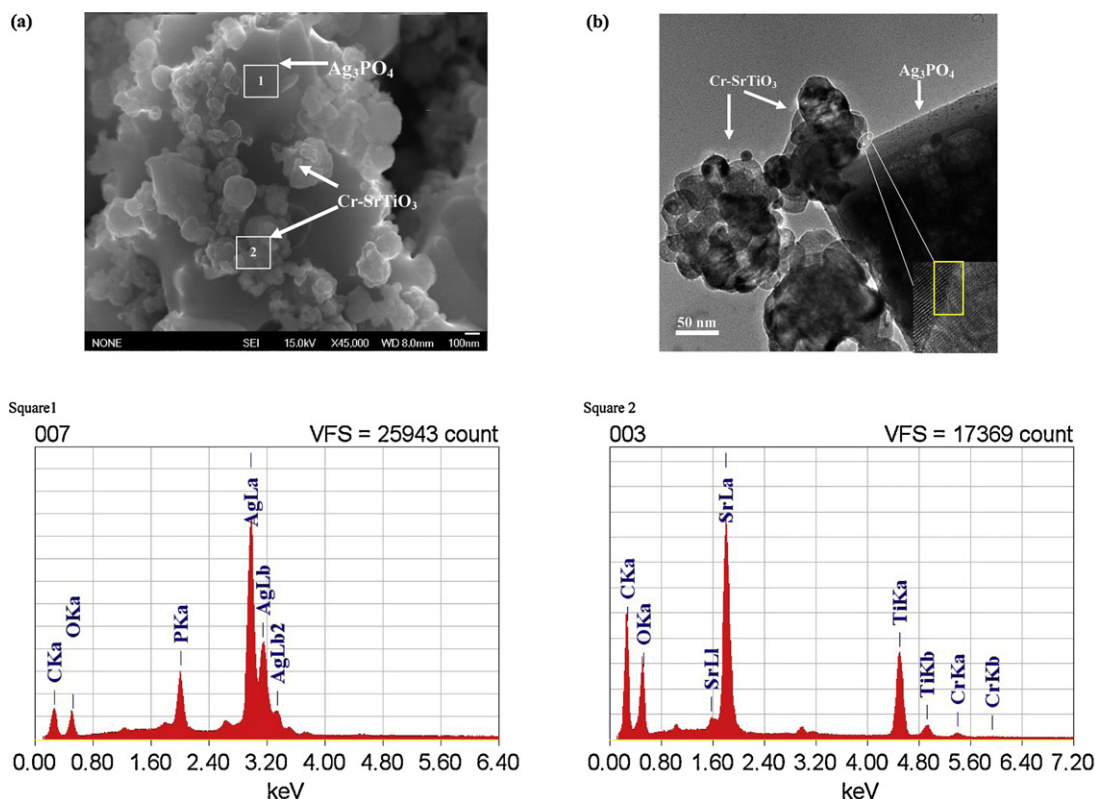 (a)
1
Ag₃PO₄
Cr-SrTiO₃
2
NONE SEI 15.0kV X45,000 WD 8.0mm 100nm
(b)
Cr-SrTiO₃
Ag₃PO₄
50 nm
Square1
007 VFS = 25943 count
CKa
OKa
PKa
AgLa
AgLb
AgLb2
0.00 0.80 1.60 2.40 3.20 4.00 4.80 5.60 6.40
keV
Square 2
003 VFS = 17369 count
CKa
OKa
SrLl
SrLa
TiKa
TiKb
CrKa
CrKb
0.00 0.80 1.60 2.40 3.20 4.00 4.80 5.60 6.40 7.20
keV